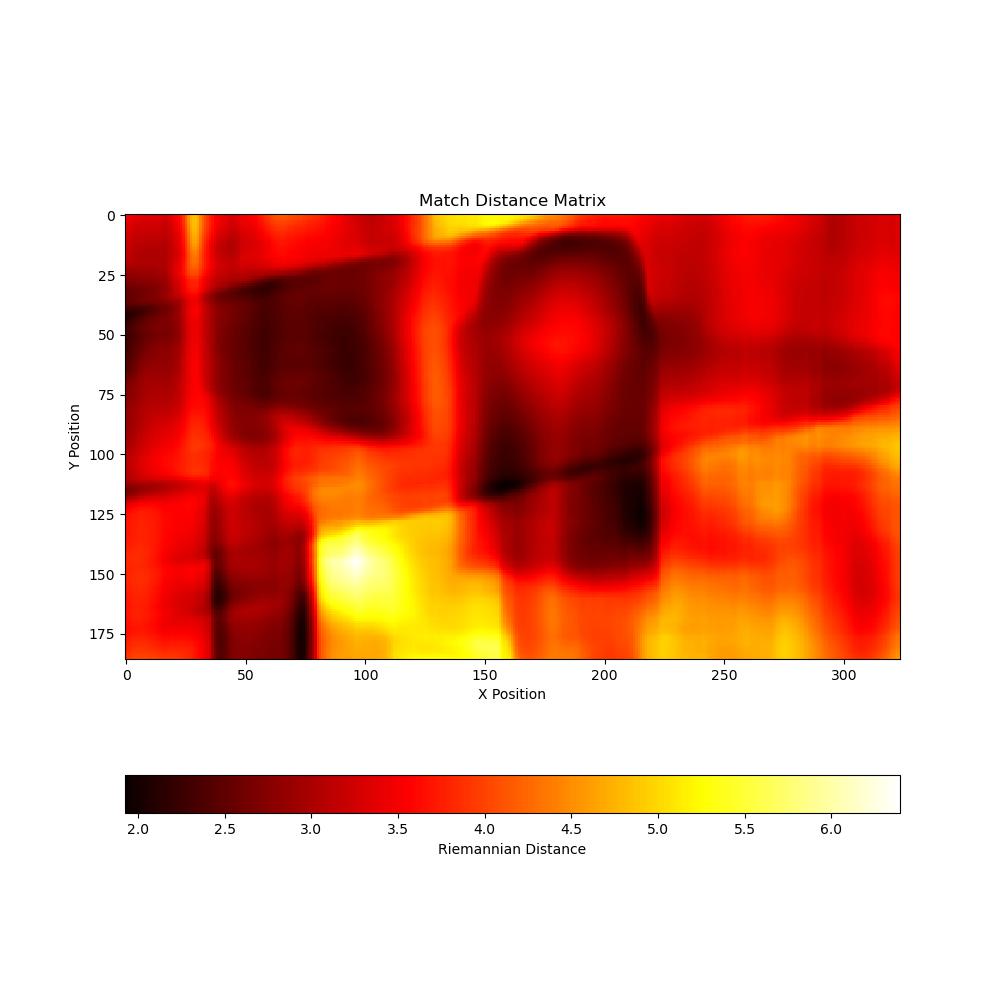 Match Distance Matrix
0
25
50
75
100
125
150
175
Y Position
0 50 100 150 200 250 300
X Position
2.0 2.5 3.0 3.5 4.0 4.5 5.0 5.5 6.0
Riemannian Distance